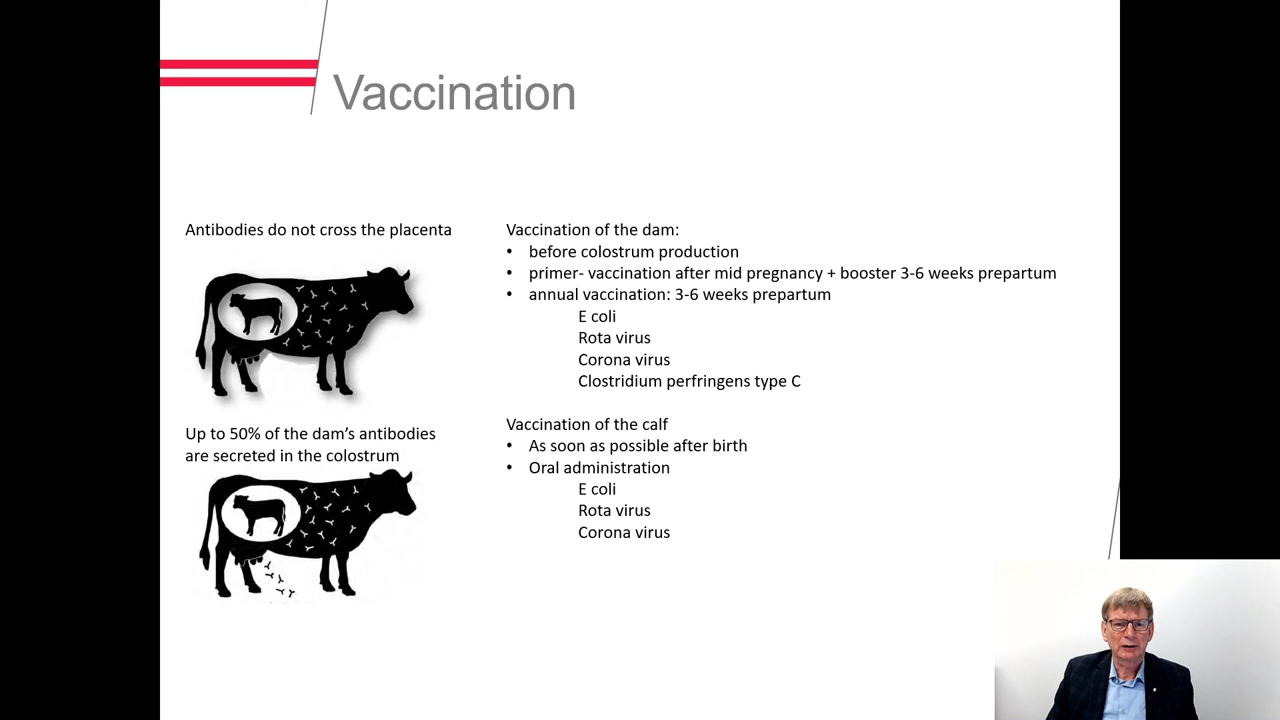 Vaccination
Antibodies do not cross the placenta
Up to 50% of the dam's antibodies
are secreted in the colostrum
Vaccination of the dam:
• before colostrum production
• primer- vaccination after mid pregnancy + booster 3-6 weeks prepartum
• annual vaccination: 3-6 weeks prepartum
E coli
Rota virus
Corona virus
Clostridium perfringens type C
Vaccination of the calf
• As soon as possible after birth
• Oral administration
E coli
Rota virus
Corona virus